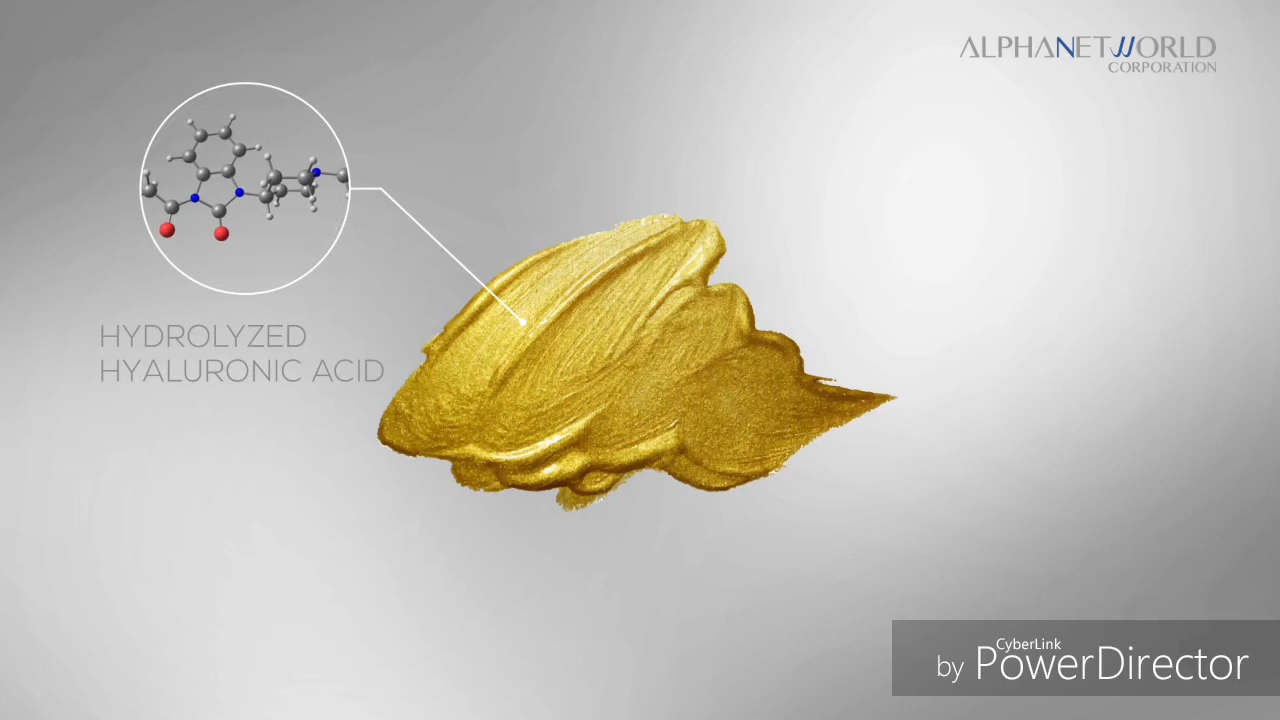 ALPHANETWORLD
CORPORATION
HYDROLYZED
HYALURONIC ACID
CyberLink
by PowerDirector